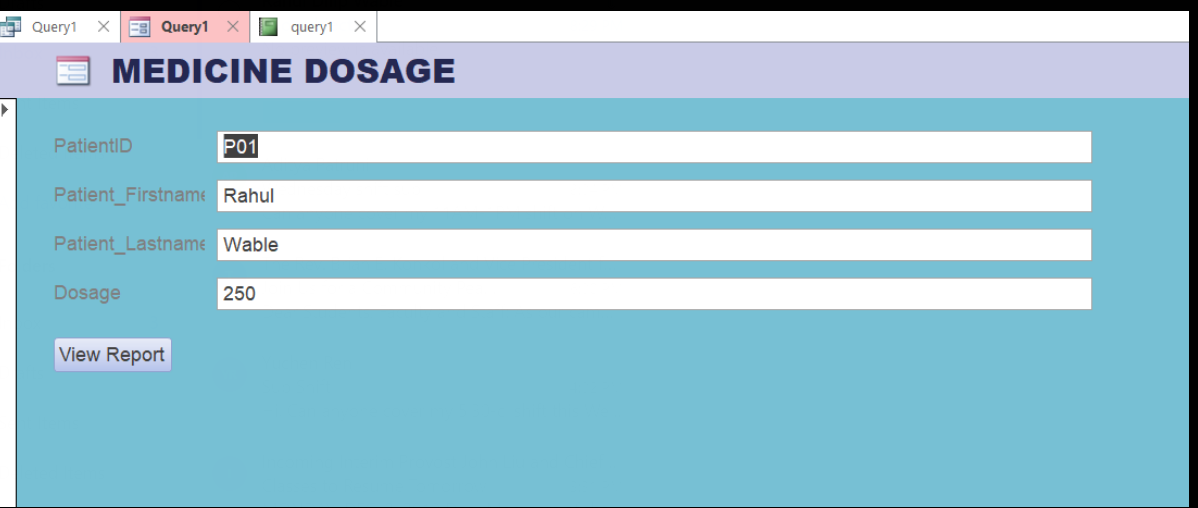 Query1 Query1 query1
MEDICINE DOSAGE
PatientID P01
Patient_Firstname Rahul
Patient_Lastname Wable
Dosage 250
View Report